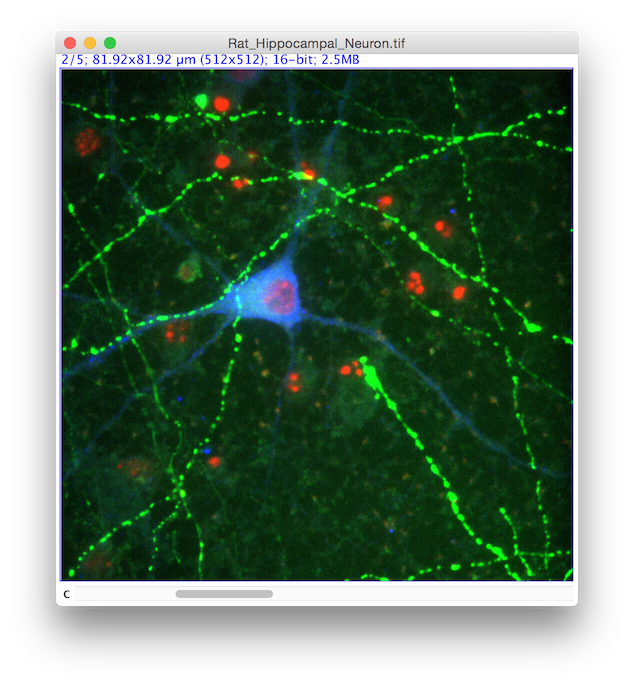 Rat_Hippocampal_Neuron.tif
2/5; 81.92x81.92 µm (512x512); 16-bit; 2.5MB
c